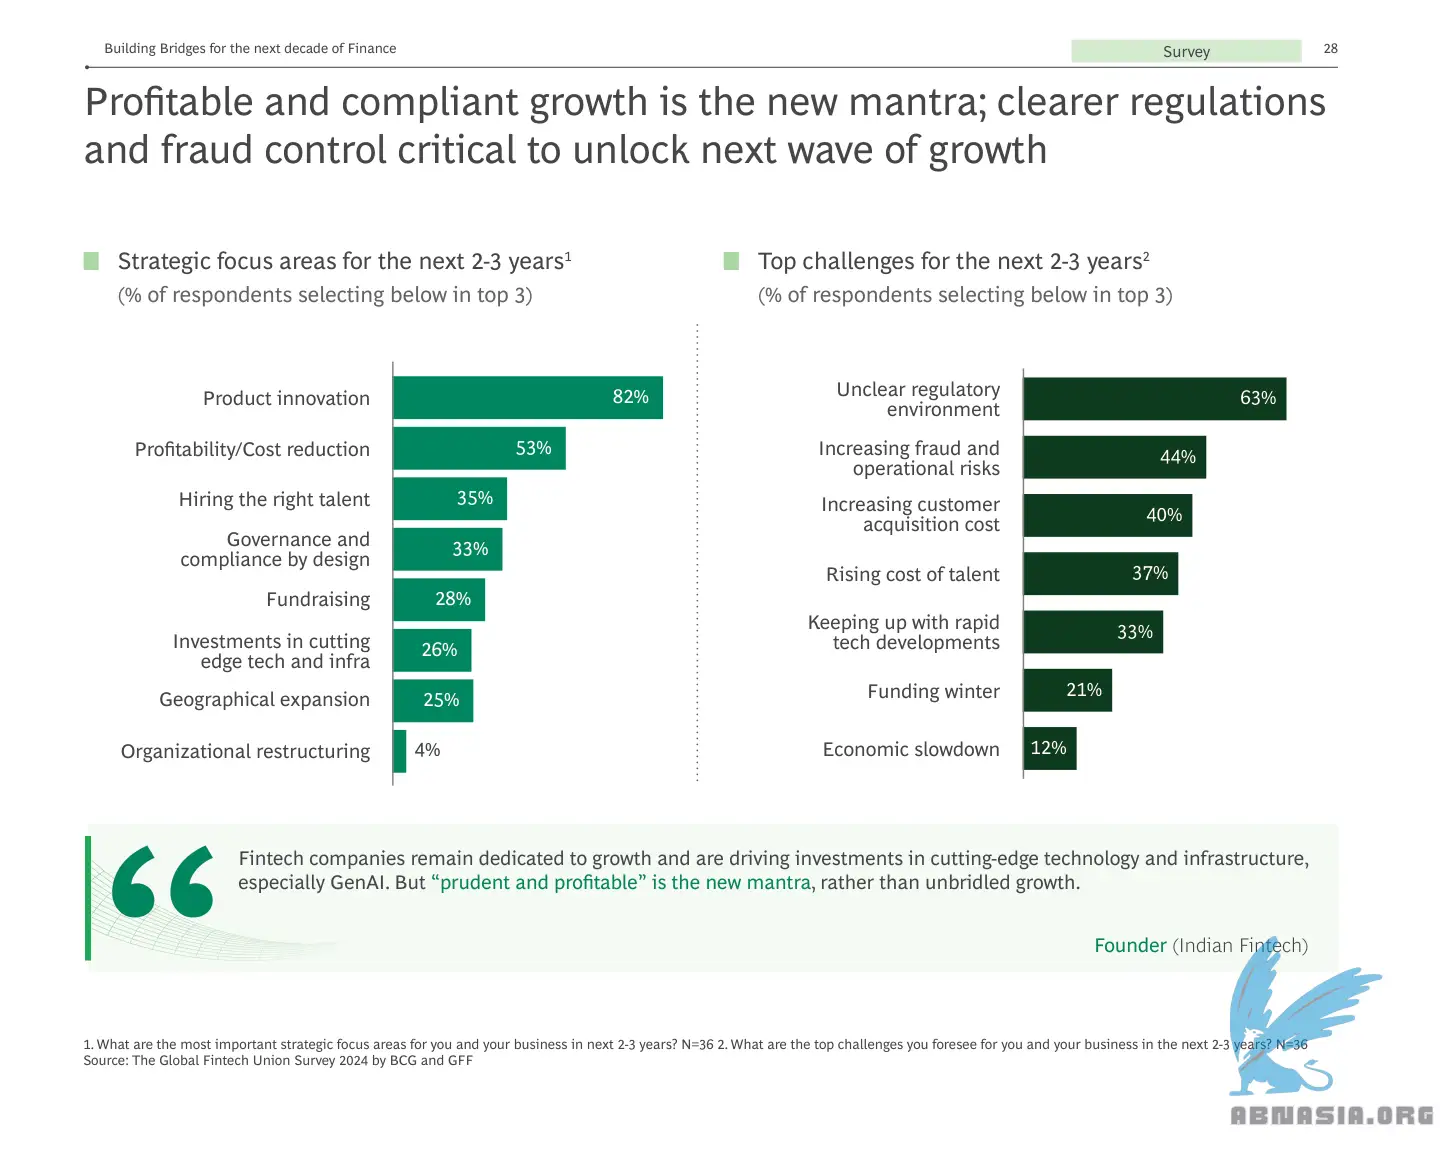 Building Bridges for the next decade of Finance
Survey
28
Profitable and compliant growth is the new mantra; clearer regulations
and fraud control critical to unlock next wave of growth
Strategic focus areas for the next 2-3 years1
(% of respondents selecting below in top 3)
Product innovation 82%
Profitability/Cost reduction 53%
Hiring the right talent 35%
Governance and
compliance by design 33%
Fundraising 28%
Investments in cutting
edge tech and infra 26%
Geographical expansion 25%
Organizational restructuring 4%
Top challenges for the next 2-3 years2
(% of respondents selecting below in top 3)
Unclear regulatory
environment 63%
Increasing fraud and
operational risks 44%
Increasing customer
acquisition cost 40%
Rising cost of talent 37%
Keeping up with rapid
tech developments 33%
Funding winter 21%
Economic slowdown 12%
Fintech companies remain dedicated to growth and are driving investments in cutting-edge technology and infrastructure,
especially GenAI. But “prudent and profitable” is the new mantra, rather than unbridled growth.
Founder (Indian Fintech)
1. What are the most important strategic focus areas for you and your business in next 2-3 years? N=36 2. What are the top challenges you foresee for you and your business in the next 2-3 years? N=36
Source: The Global Fintech Union Survey 2024 by BCG and GFF
ABNASIA.ORG